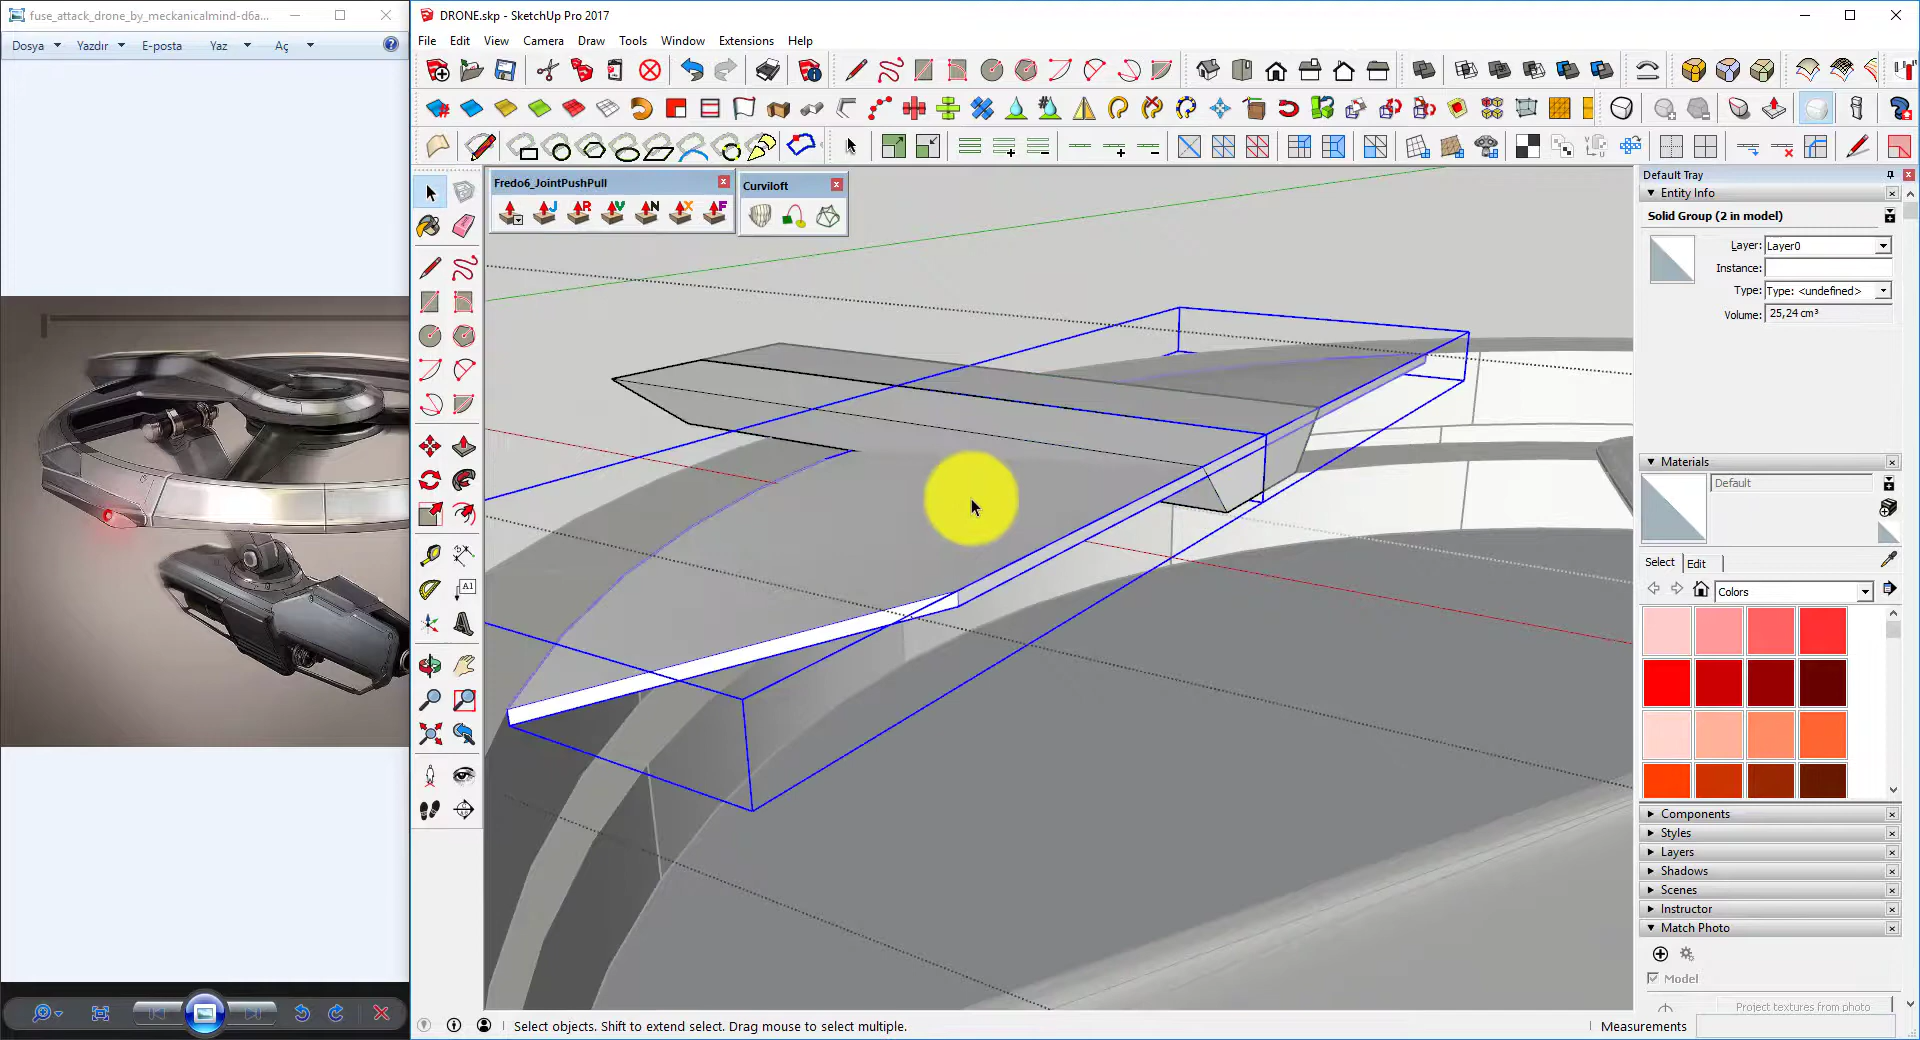 fuse_attack_drone_by_meckanicalmind-d6a...
Dosya
Yazdır
E-posta
Yaz
Aç
DRONE.skp - SketchUp Pro 2017
File
Edit
View
Camera
Draw
Tools
Window
Extensions
Help
Fredo6_JointPushPull
Curviloft
J
R
V
N
X
F
A1
Default Tray
Entity Info
Solid Group (2 in model)
Layer:
Layer0
Instance:
Type:
Type: <undefined>
Volume:
25,24 cm³
Materials
Default
Select
Edit
Colors
Components
Styles
Layers
Shadows
Scenes
Instructor
Match Photo
Model
Project textures from photo
Select objects. Shift to extend select. Drag mouse to select multiple.
Measurements